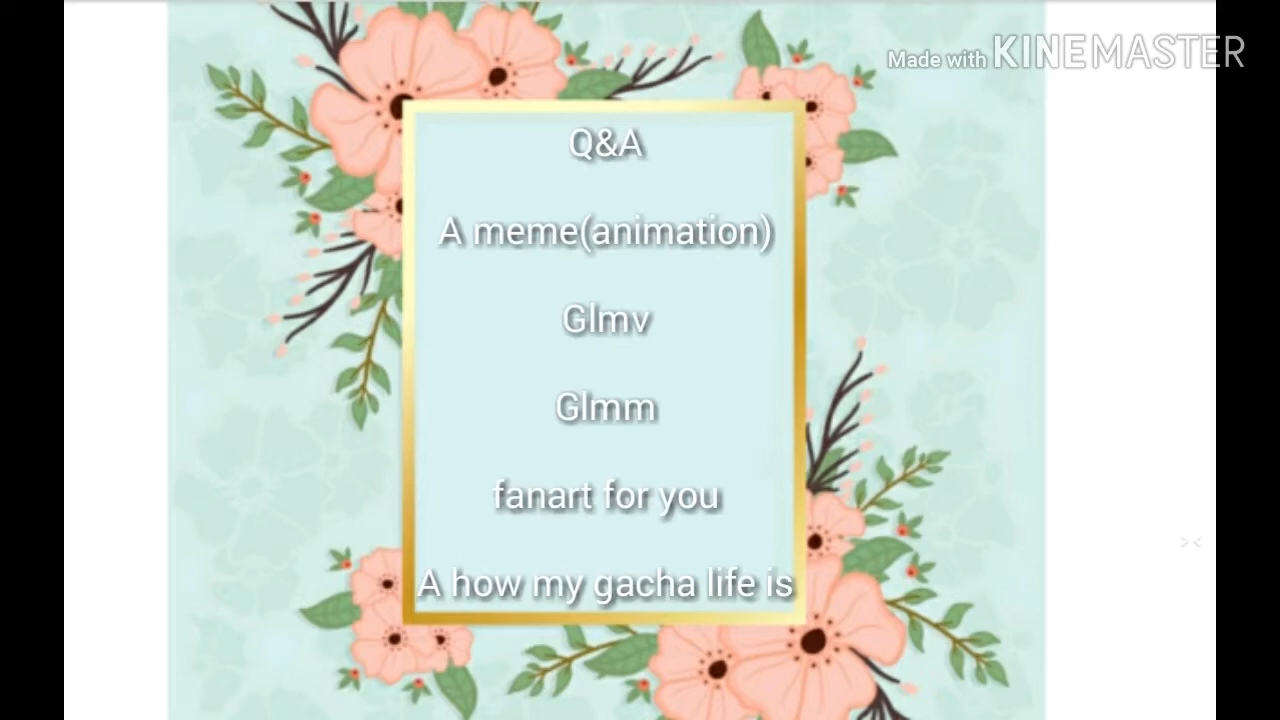 Made with KINEMASTER
Q&A
A meme(animation)
Glmv
Glmm
fanart for you
A how my gacha life is